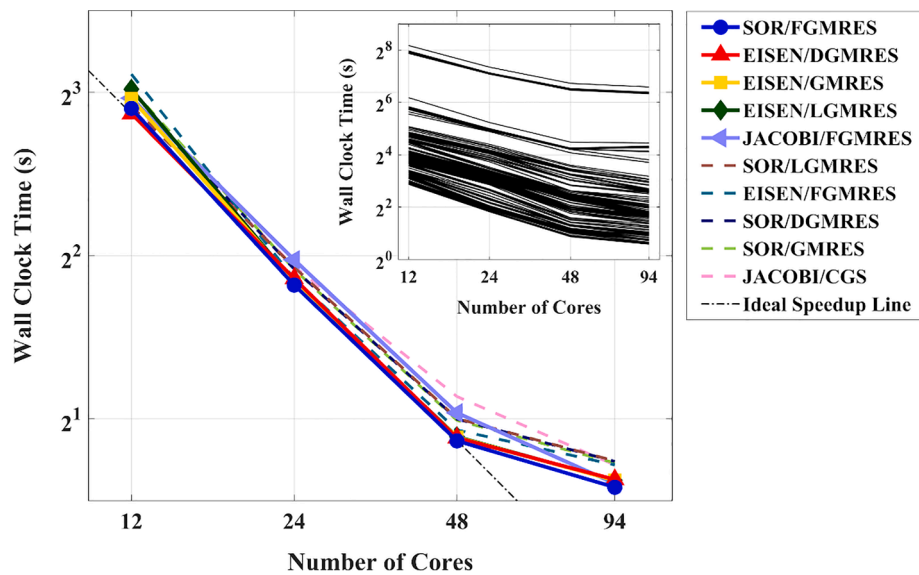 2^3
2^2
2^1
Wall Clock Time (s)
12
24
48
94
Number of Cores
2^8
2^6
2^4
2^2
2^0
Wall Clock Time (s)
12
24
48
94
Number of Cores
SOR/FGMRES
EISEN/DGMRES
EISEN/GMRES
EISEN/LGMRES
JACOBI/FGMRES
SOR/LGMRES
EISEN/FGMRES
SOR/DGMRES
SOR/GMRES
JACOBI/CGS
Ideal Speedup Line